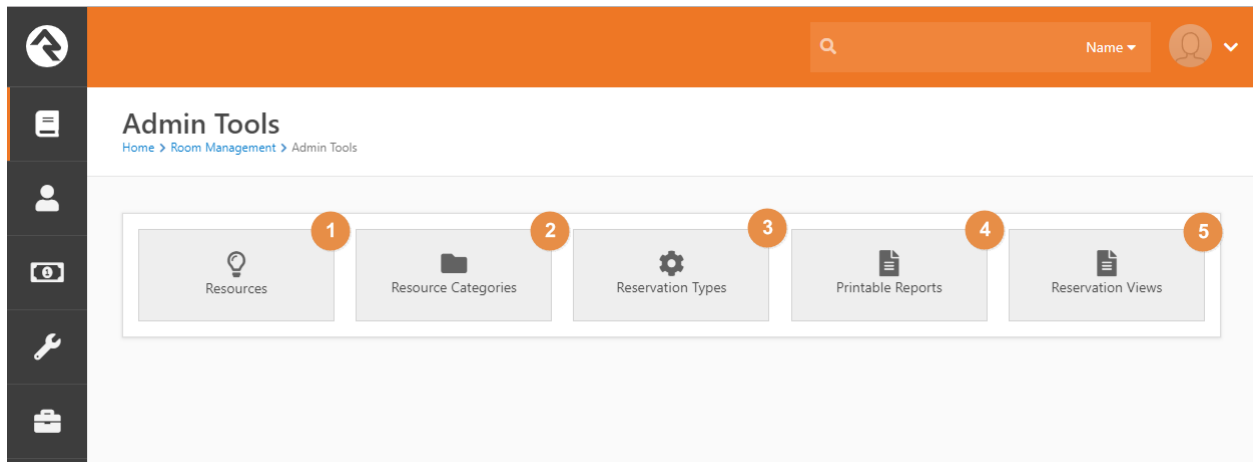 Name
Admin Tools
Home > Room Management > Admin Tools
1
2
3
4
5
Resources
Resource Categories
Reservation Types
Printable Reports
Reservation Views